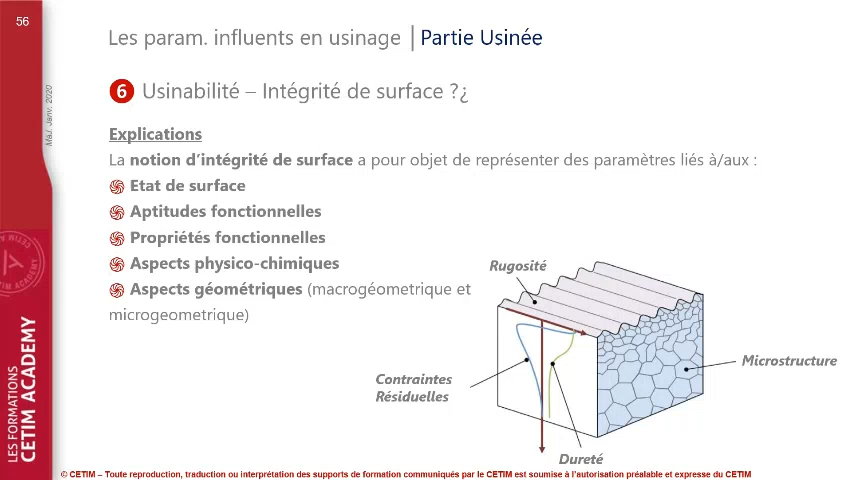 56
Les param. influents en usinage | Partie Usinée
Maj. Janv. 2020
6 Usinabilité – Intégrité de surface ?¿
Explications
La notion d'intégrité de surface a pour objet de représenter des paramètres liés à/aux :
Etat de surface
Aptitudes fonctionnelles
Propriétés fonctionnelles
Aspects physico-chimiques
Aspects géométriques (macrogéometrique et
microgeometrique)
Rugosité
Microstructure
Contraintes
Résiduelles
Dureté
LES FORMATIONS
CETIM ACADEMY
© CETIM – Toute reproduction, traduction ou interprétation des supports de formation communiqués par le CETIM est soumise à l'autorisation préalable et expresse du CETIM